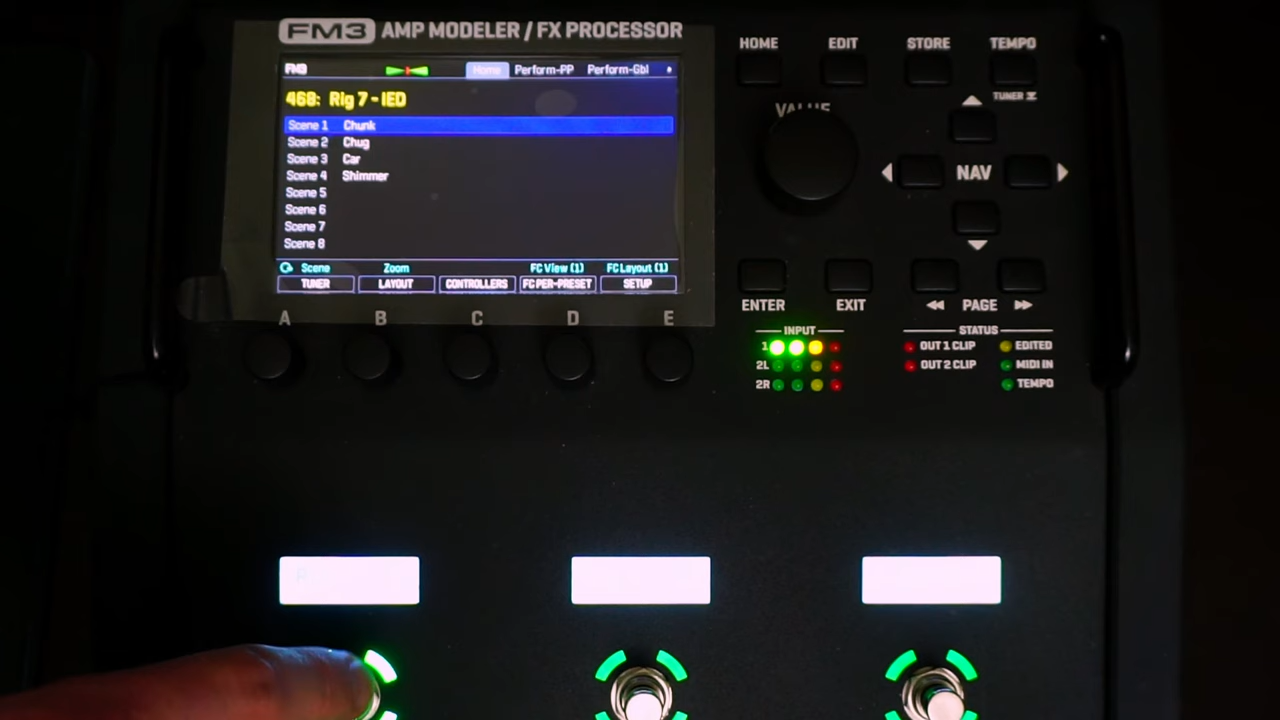 FM3 AMP MODELER / FX PROCESSOR
FM3 Home Perform-PP Perform-Gbl
468: Rig 7 - IED
Scene 1 Chunk
Scene 2 Chug
Scene 3 Car
Scene 4 Shimmer
Scene 5
Scene 6
Scene 7
Scene 8
Scene Zoom FC View (1) FC Layout (1)
TUNER LAYOUT CONTROLLERS FC PER-PRESET SETUP
A B C D E
HOME EDIT STORE TEMPO
TUNER
VALUE
NAV
ENTER EXIT PAGE
INPUT
1
2L
2R
STATUS
OUT 1 CLIP EDITED
OUT 2 CLIP MIDI IN
TEMPO